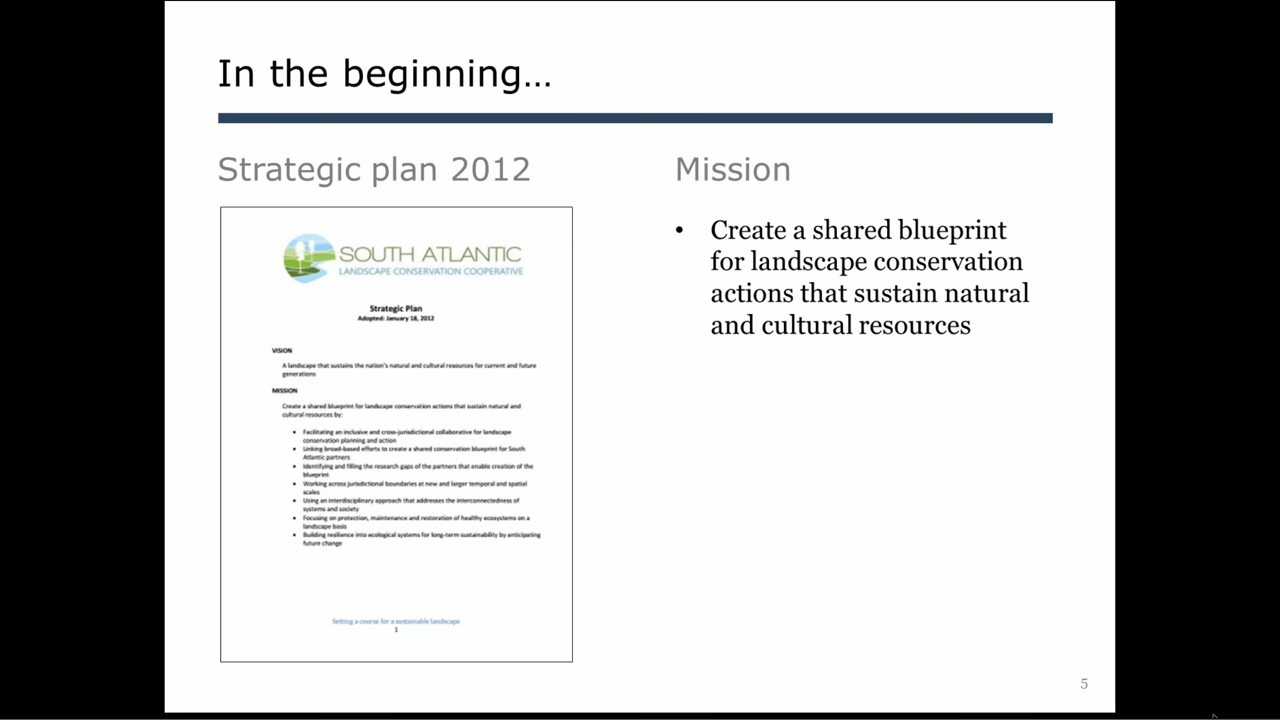 In the beginning…
Strategic plan 2012
SOUTH ATLANTIC
LANDSCAPE CONSERVATION COOPERATIVE
Strategic Plan
Adopted: January 18, 2012
VISION
A landscape that sustains the nation's natural and cultural resources for current and future
generations
MISSION
Create a shared blueprint for landscape conservation actions that sustain natural and
cultural resources by:
• Facilitating an inclusive and cross-jurisdictional collaborative for landscape
conservation planning and action
• Linking broad-based efforts to create a shared conservation blueprint for South
Atlantic partners
• Identifying and filling the research gaps of the partners that enable creation of the
blueprint
• Working across jurisdictional boundaries at new and larger temporal and spatial
scales
• Using an interdisciplinary approach that addresses the interconnectedness of
systems and society
• Focusing on protection, maintenance and restoration of healthy ecosystems on a
landscape basis
• Building resilience into ecological systems for long-term sustainability by anticipating
future change
Setting a course for a sustainable landscape
1
Mission
• Create a shared blueprint
for landscape conservation
actions that sustain natural
and cultural resources
5